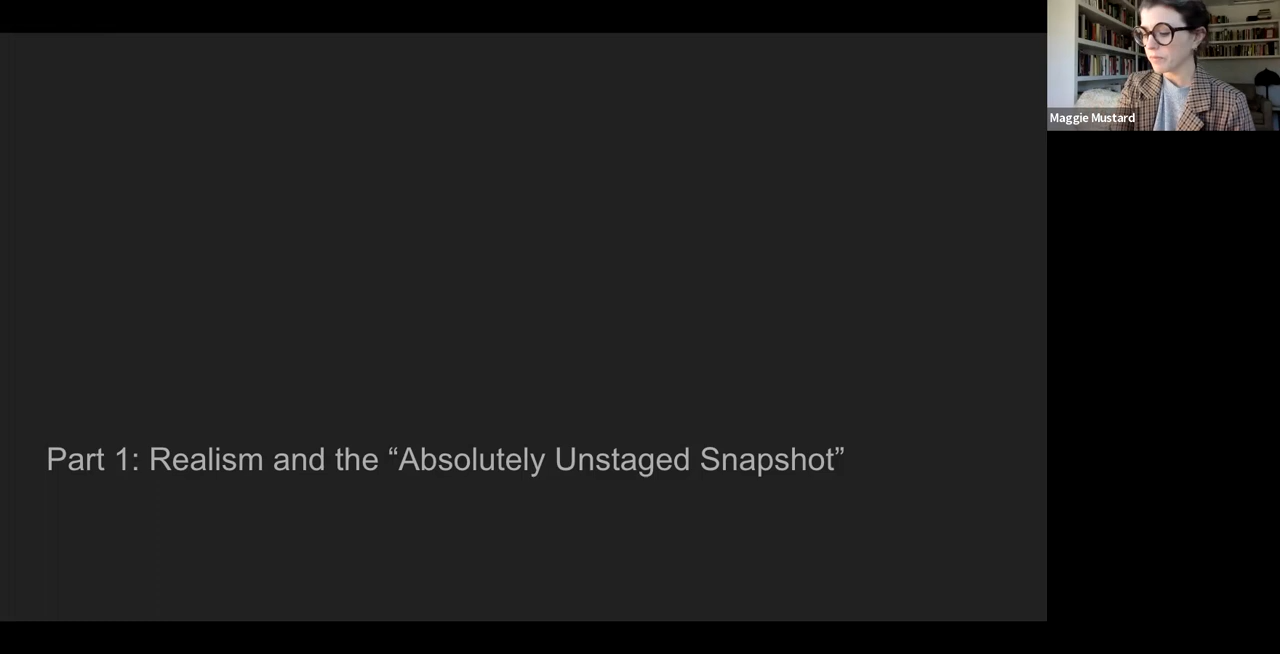 Maggie Mustard
Part 1: Realism and the “Absolutely Unstaged Snapshot”